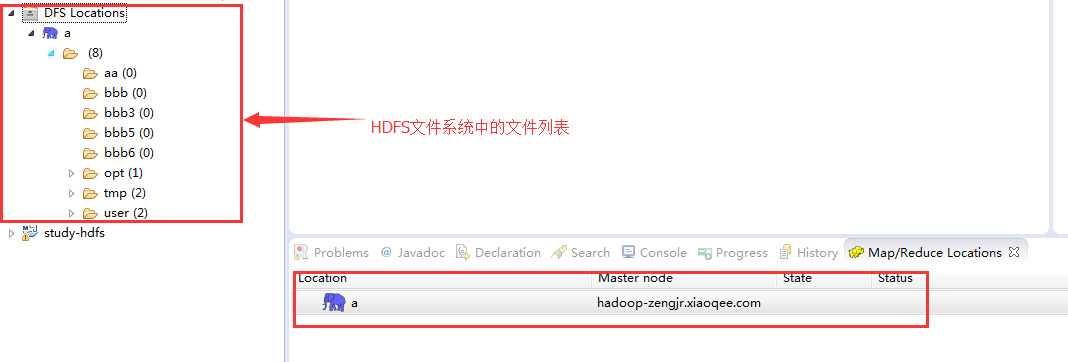 DFS Locations
a
(8)
aa (0)
bbb (0)
bbb3 (0)
bbb5 (0)
bbb6 (0)
opt (1)
tmp (2)
user (2)
study-hdfs
HDFS文件系统中的文件列表
Problems @ Javadoc Declaration Search Console Progress History Map/Reduce Locations
Location Master node State Status
a hadoop-zengjr.xiaoqee.com